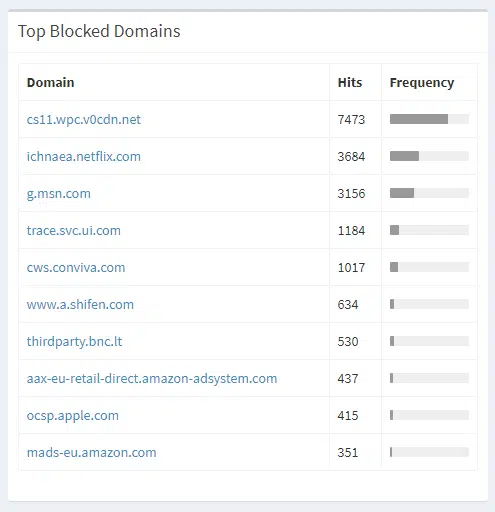 Top Blocked Domains
Domain Hits Frequency
cs11.wpc.v0cdn.net 7473
ichnaea.netflix.com 3684
g.msn.com 3156
trace.svc.ui.com 1184
cws.conviva.com 1017
www.a.shifen.com 634
thirdparty.bnc.lt 530
aax-eu-retail-direct.amazon-adsystem.com 437
ocsp.apple.com 415
mads-eu.amazon.com 351